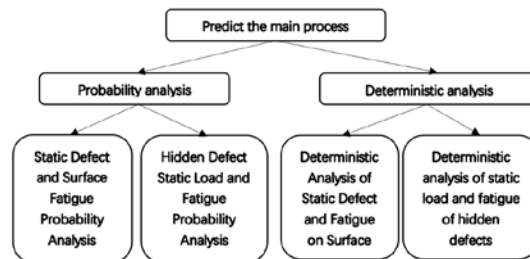 Predict the main process
Probability analysis
Deterministic analysis
Static Defect
and Surface
Fatigue
Probability
Analysis
Hidden Defect
Static Load and
Fatigue
Probability
Analysis
Deterministic
Analysis of
Static Defect
and Fatigue
on Surface
Deterministic
analysis of static
load and fatigue
of hidden
defects